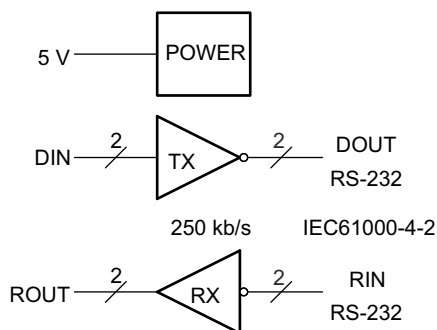 5 V POWER
2 2
DIN TX DOUT
RS-232
250 kb/s IEC61000-4-2
2 2
ROUT RX RIN
RS-232